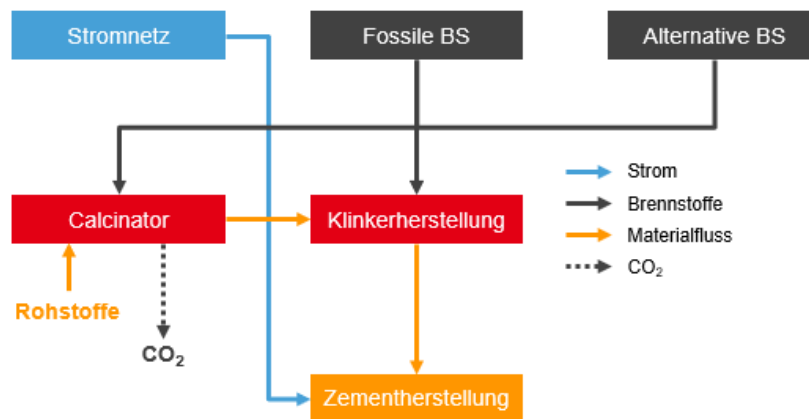 Stromnetz
Fossile BS
Alternative BS
Strom
Brennstoffe
Materialfluss
CO₂
Calcinator
Klinkerherstellung
Rohstoffe
CO₂
Zementherstellung